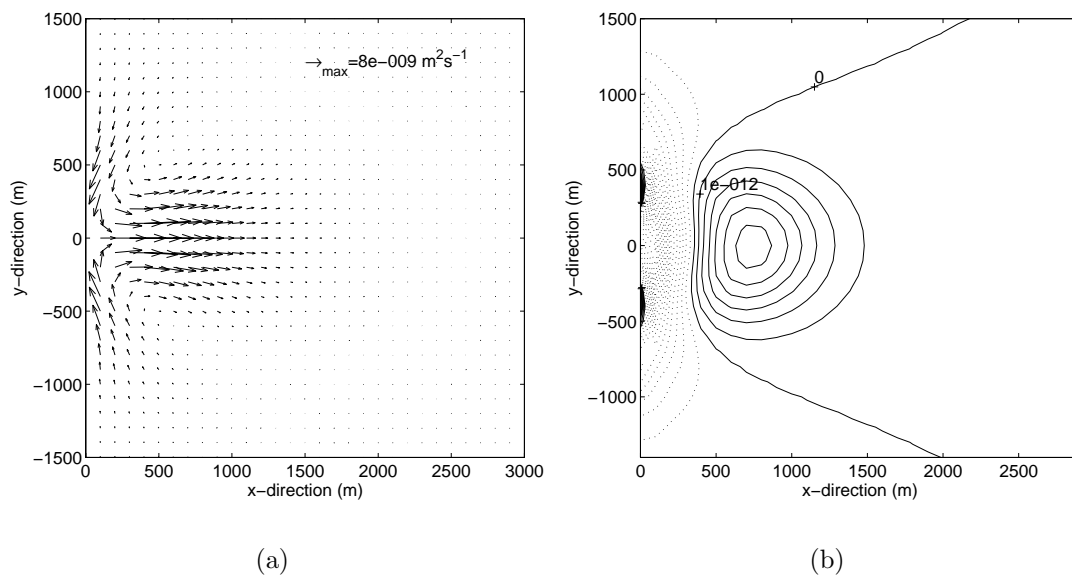 1500
1000
500
0
−500
−1000
−1500
0 500 1000 1500 2000 2500 3000
x−direction (m)
y−direction (m)
max=8e−009 m2s−1
(a)
1500
1000
500
0
−500
−1000
0 500 1000 1500 2000 2500
x−direction (m)
y−direction (m)
0
1e−012
(b)